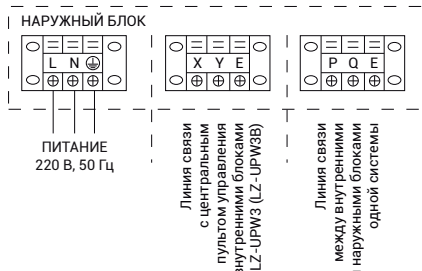 НАРУЖНЫЙ БЛОК
L N
X Y E
P Q E
ПИТАНИЕ
220 В, 50 Гц
Линия связи
с центральным
пультом управления
внутренними блоками
LZ-UPW3 (LZ-UPW3B)
Линия связи
между внутренними
и наружными блоками
одной системы